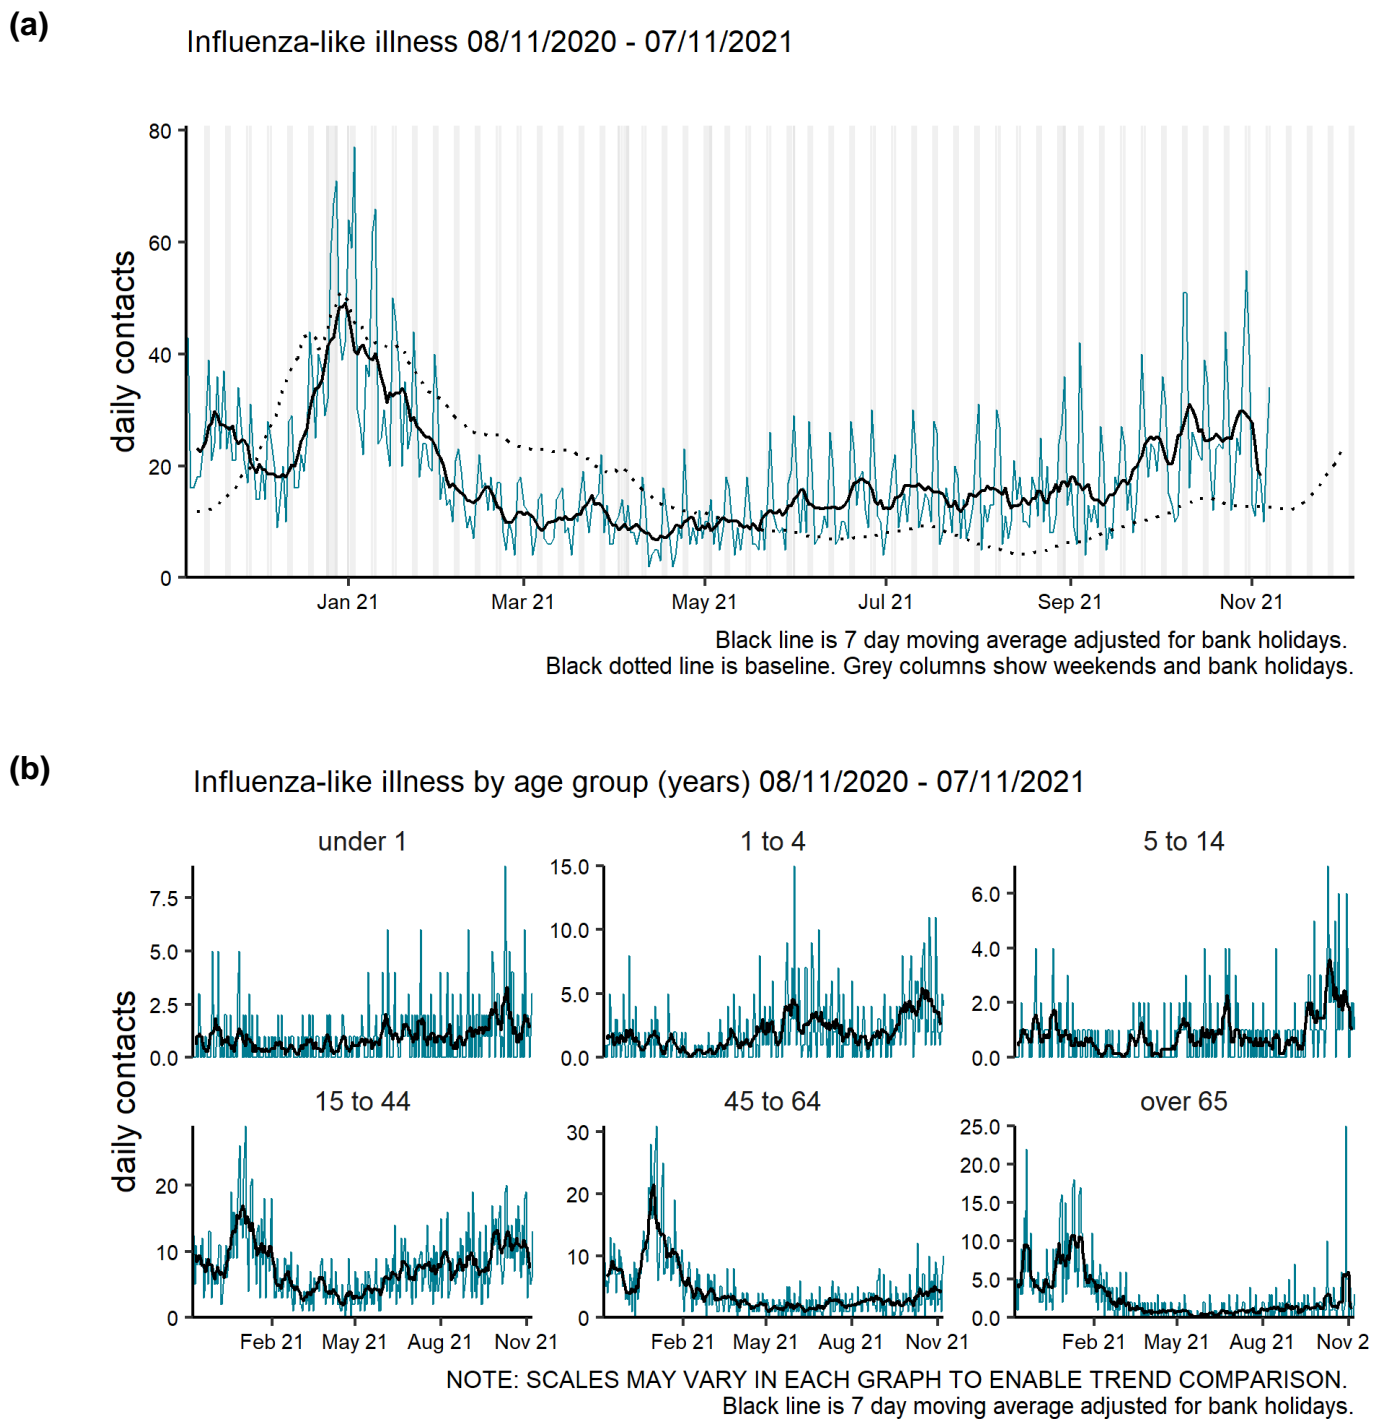 (a)
Influenza-like illness 08/11/2020 - 07/11/2021
daily contacts
80
60
40
20
0
Jan 21 Mar 21 May 21 Jul 21 Sep 21 Nov 21
Black line is 7 day moving average adjusted for bank holidays.
Black dotted line is baseline. Grey columns show weekends and bank holidays.
(b)
Influenza-like illness by age group (years) 08/11/2020 - 07/11/2021
daily contacts
under 1
7.5
5.0
2.5
0.0
1 to 4
15.0
10.0
5.0
0.0
5 to 14
6.0
4.0
2.0
0.0
15 to 44
20
10
0
Feb 21 May 21 Aug 21 Nov 21
45 to 64
30
20
10
0
Feb 21 May 21 Aug 21 Nov 21
over 65
25.0
20.0
15.0
10.0
5.0
0.0
Feb 21 May 21 Aug 21 Nov 2
NOTE: SCALES MAY VARY IN EACH GRAPH TO ENABLE TREND COMPARISON.
Black line is 7 day moving average adjusted for bank holidays.